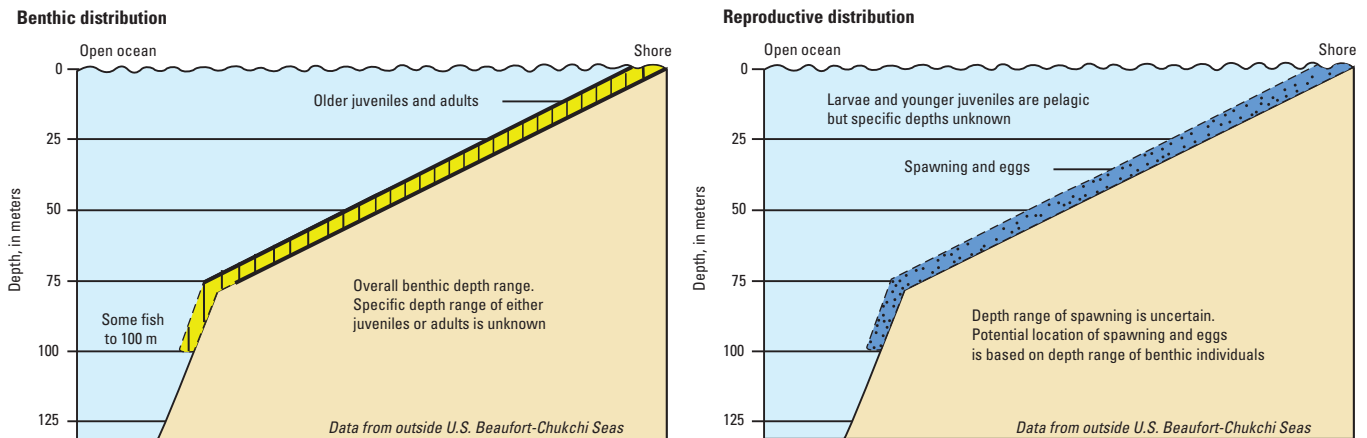 Benthic distribution
Open ocean
Shore
0
25
50
75
100
125
Depth, in meters
Older juveniles and adults
Overall benthic depth range.
Specific depth range of either
juveniles or adults is unknown
Some fish
to 100 m
Data from outside U.S. Beaufort-Chukchi Seas
Reproductive distribution
Open ocean
Shore
0
25
50
75
100
125
Depth, in meters
Larvae and younger juveniles are pelagic
but specific depths unknown
Spawning and eggs
Depth range of spawning is uncertain.
Potential location of spawning and eggs
is based on depth range of benthic individuals
Data from outside U.S. Beaufort-Chukchi Seas